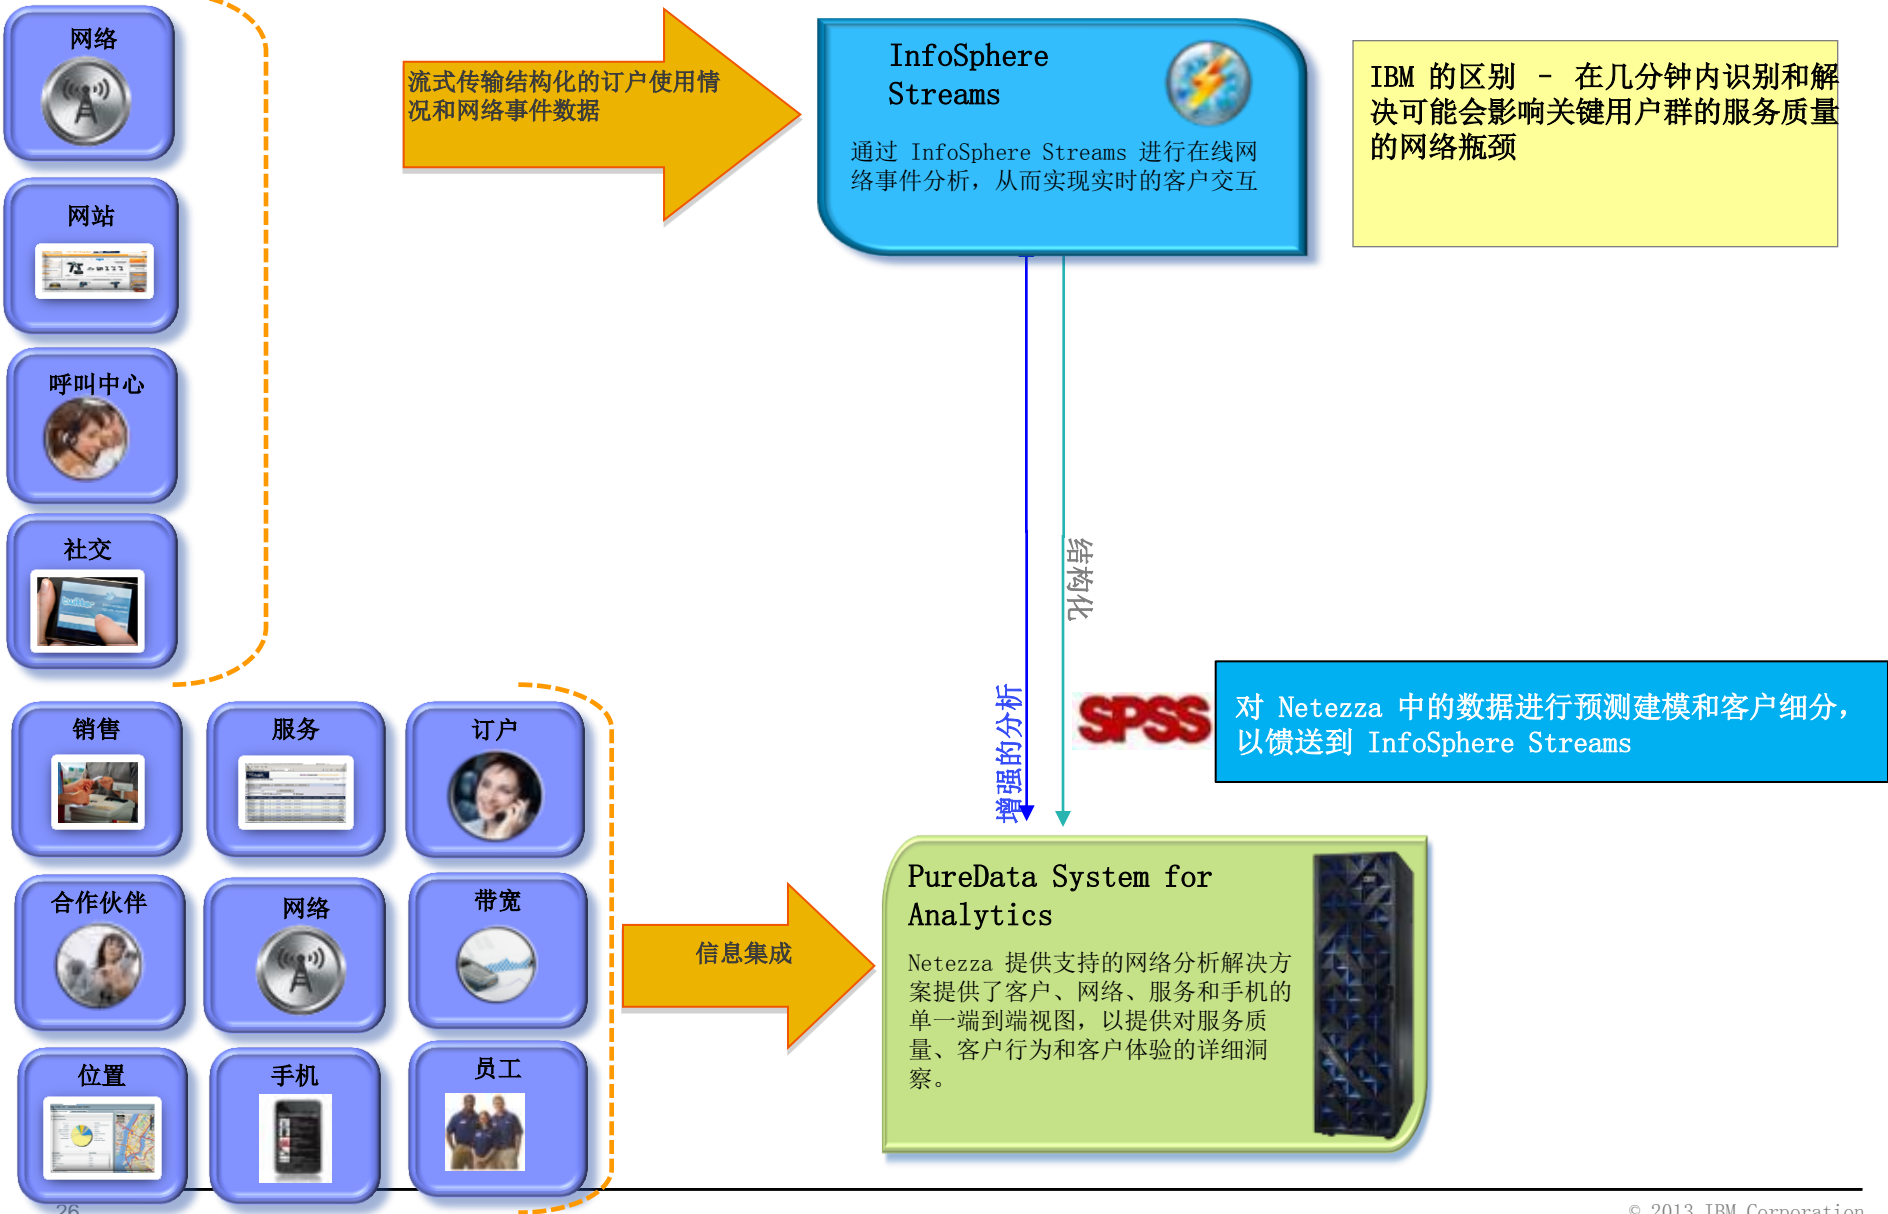 网络
网站
呼叫中心
社交
流式传输结构化的订户使用情
况和网络事件数据
InfoSphere
Streams
通过 InfoSphere Streams 进行在线网
络事件分析，从而实现实时的客户交互
IBM 的区别 – 在几分钟内识别和解
决可能会影响关键用户群的服务质量
的网络瓶颈
结构化
增强的分析
SPSS
对 Netezza 中的数据进行预测建模和客户细分，
以馈送到 InfoSphere Streams
销售
服务
订户
合作伙伴
网络
带宽
位置
手机
员工
信息集成
PureData System for
Analytics
Netezza 提供支持的网络分析解决方
案提供了客户、网络、服务和手机的
单一端到端视图，以提供对服务质
量、客户行为和客户体验的详细洞
察。
26
© 2013 IBM Corporation